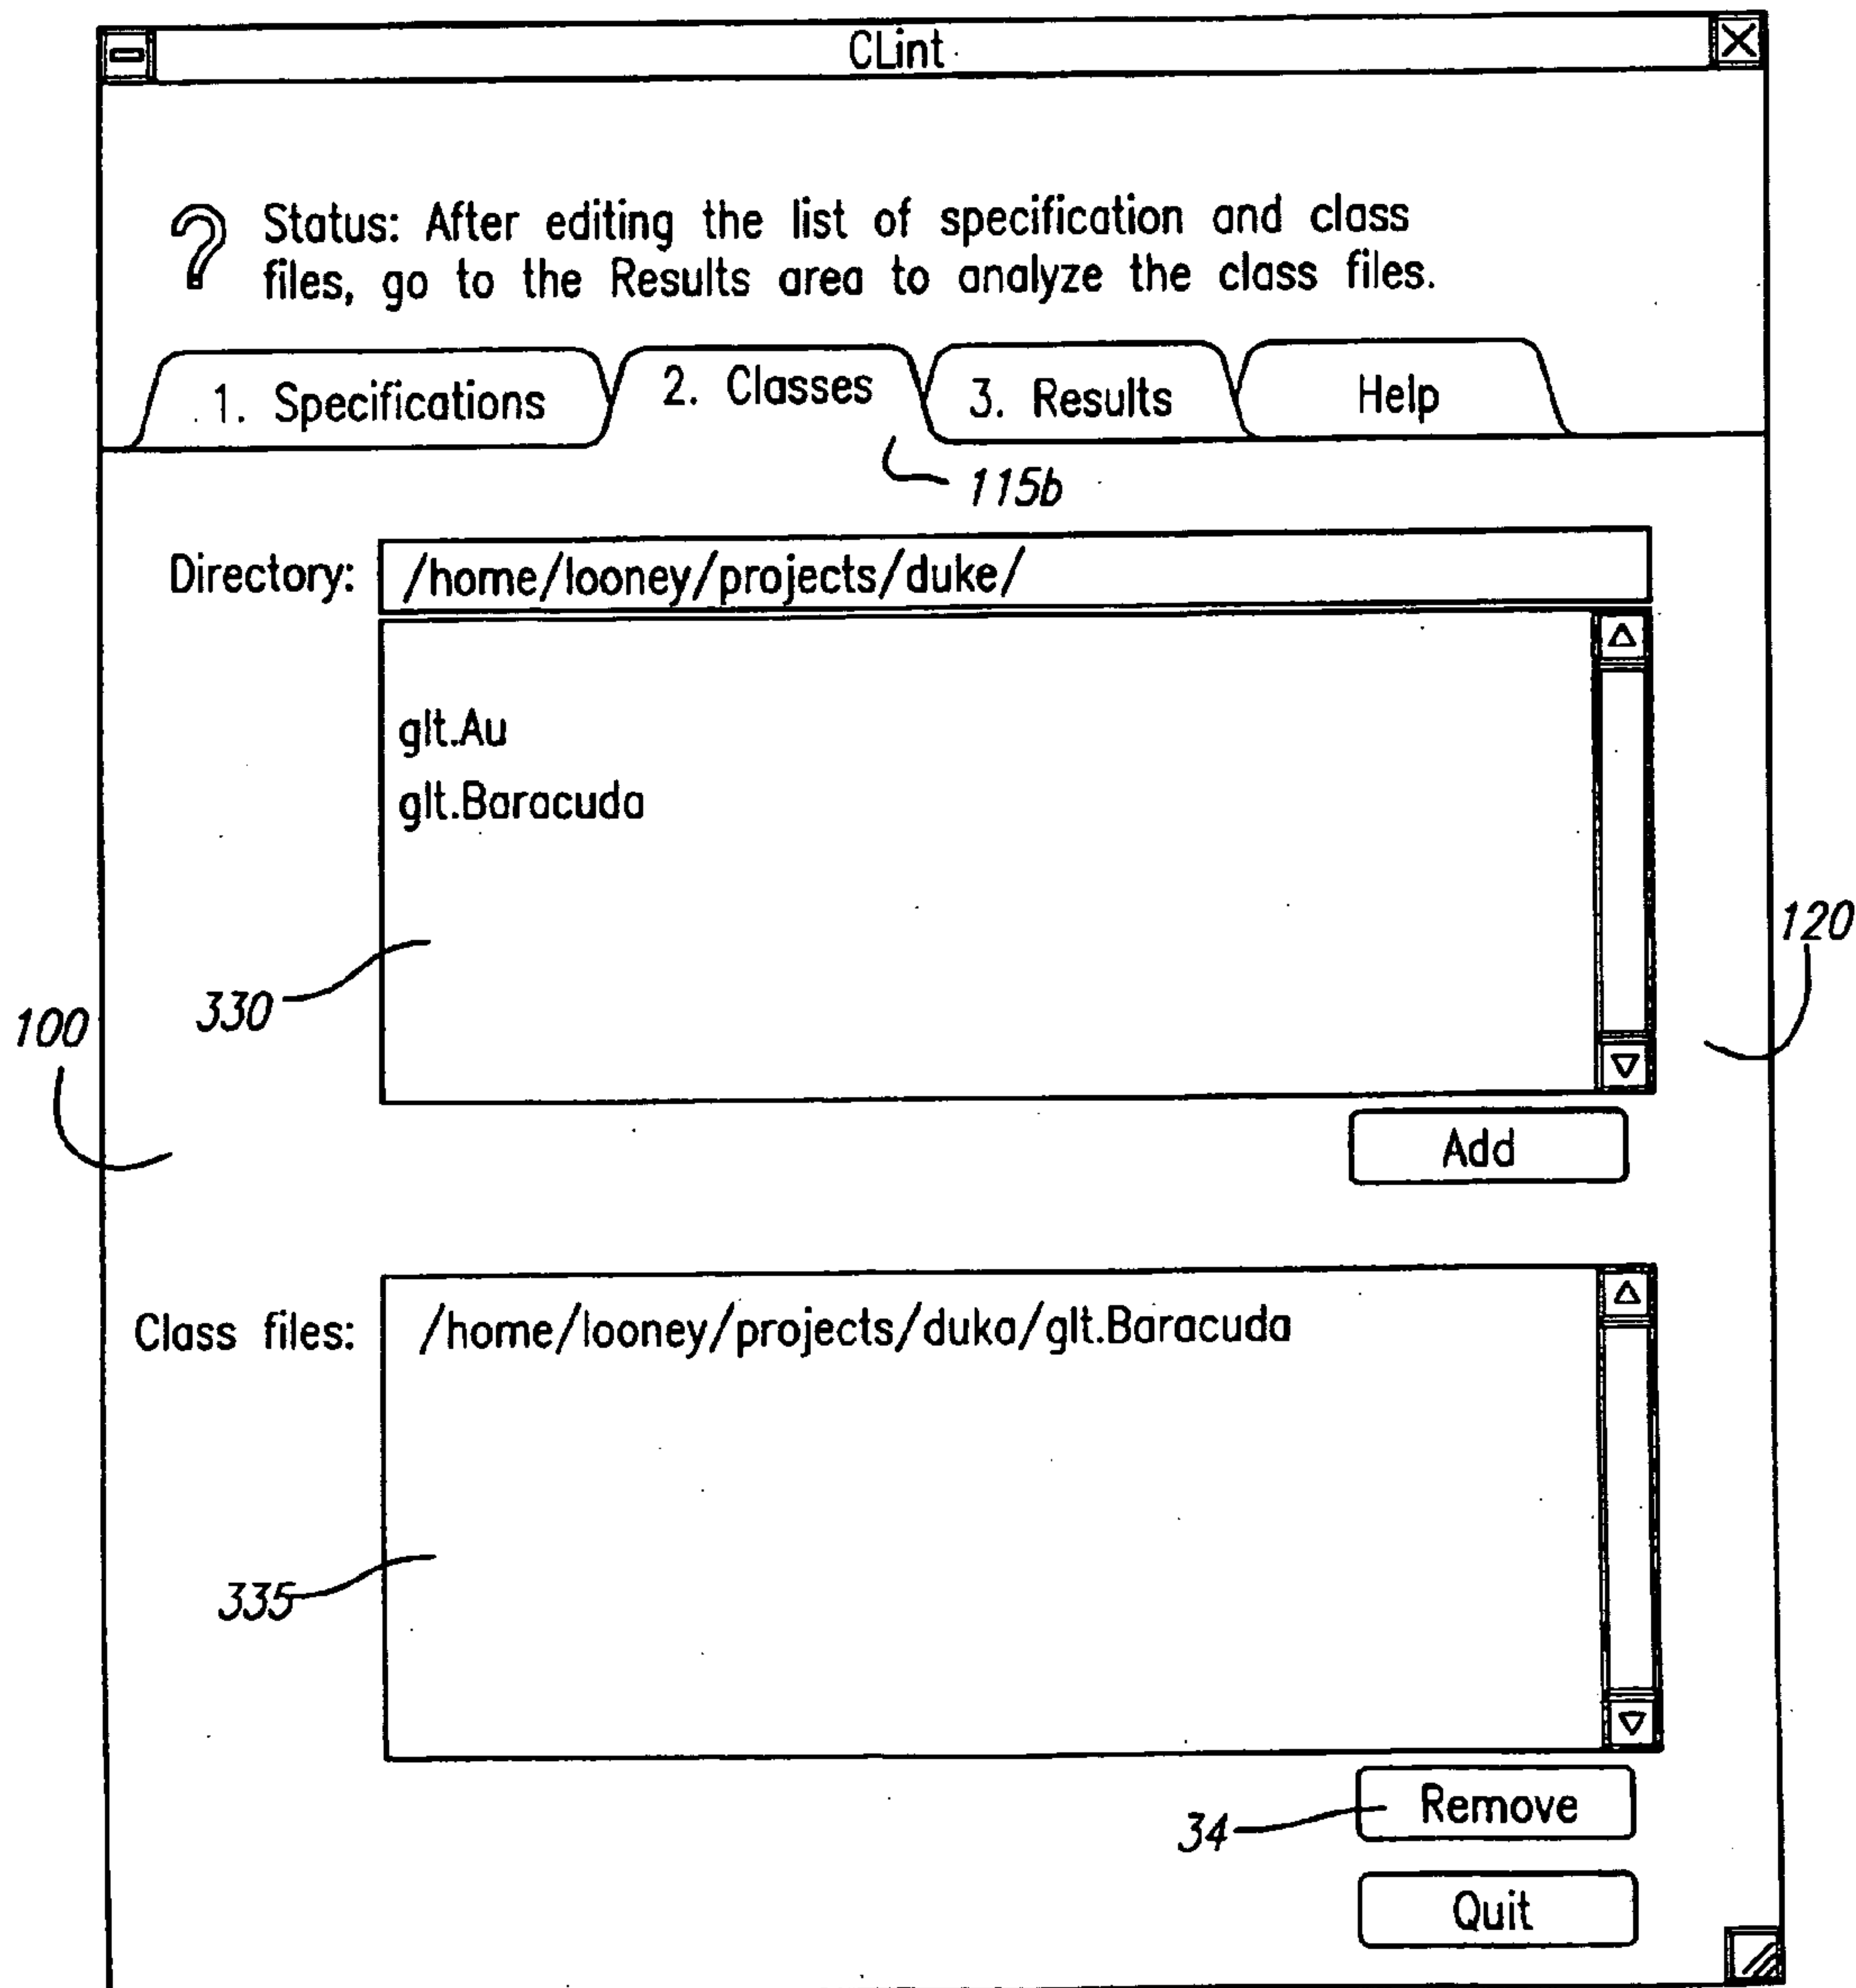 CLint
Status: After editing the list of specification and class
files, go to the Results area to analyze the class files.
1. Specifications
2. Classes
3. Results
Help
115b
Directory:
/home/looney/projects/duke/
glt.Au
glt.Baracuda
330
100
120
Add
Class files:
/home/looney/projects/duka/glt.Baracuda
335
34
Remove
Quit